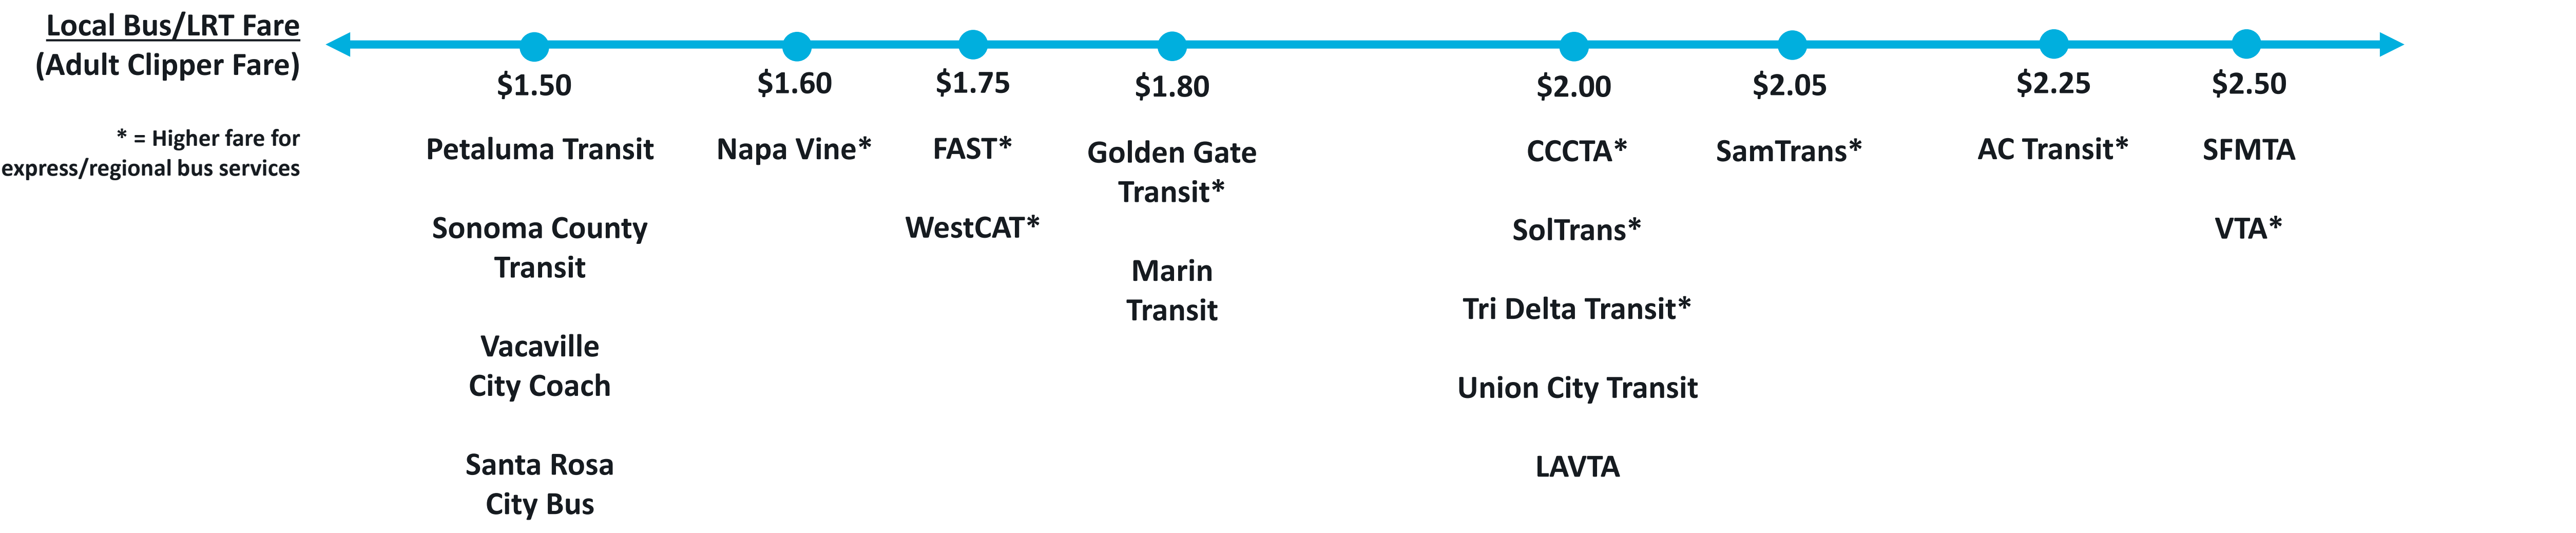 Local Bus/LRT Fare
(Adult Clipper Fare)
* = Higher fare for
express/regional bus services
$1.50
Petaluma Transit
Sonoma County
Transit
Vacaville
City Coach
Santa Rosa
City Bus
$1.60
Napa Vine*
$1.75
FAST*
WestCAT*
$1.80
Golden Gate
Transit*
Marin
Transit
$2.00
CCCTA*
SolTrans*
Tri Delta Transit*
Union City Transit
LAVTA
$2.05
SamTrans*
$2.25
AC Transit*
$2.50
SFMTA
VTA*